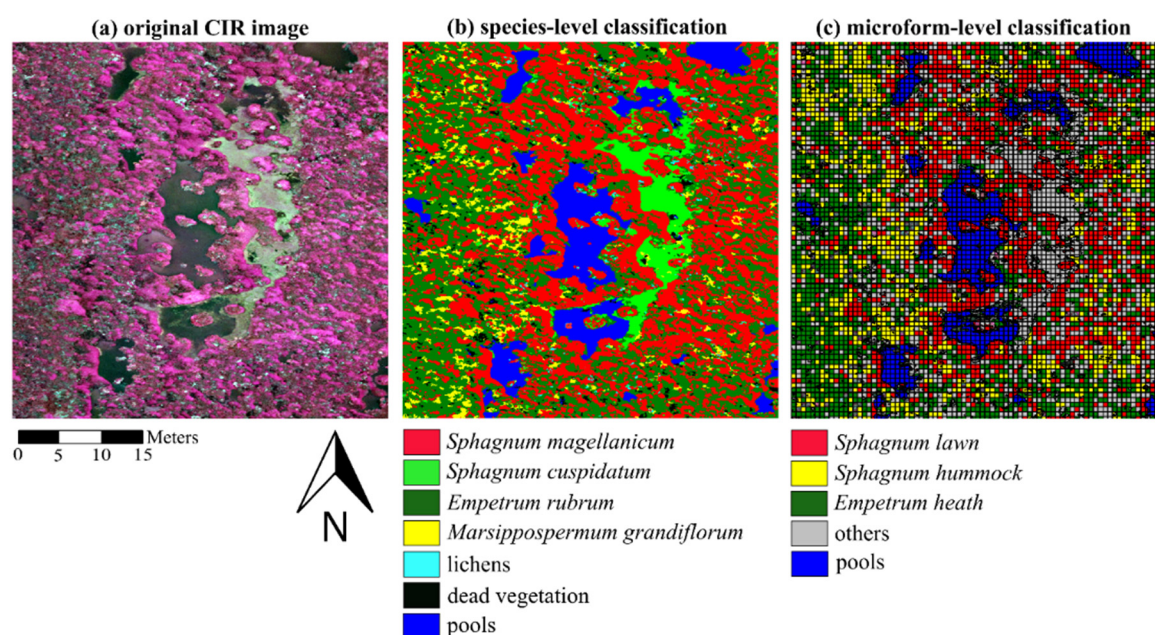 (a) original CIR image
(b) species-level classification
(c) microform-level classification
Meters
0 5 10 15
N
Sphagnum magellanicum
Sphagnum cuspidatum
Empetrum rubrum
Marsippospermum grandiflorum
lichens
dead vegetation
pools
Sphagnum lawn
Sphagnum hummock
Empetrum heath
others
pools